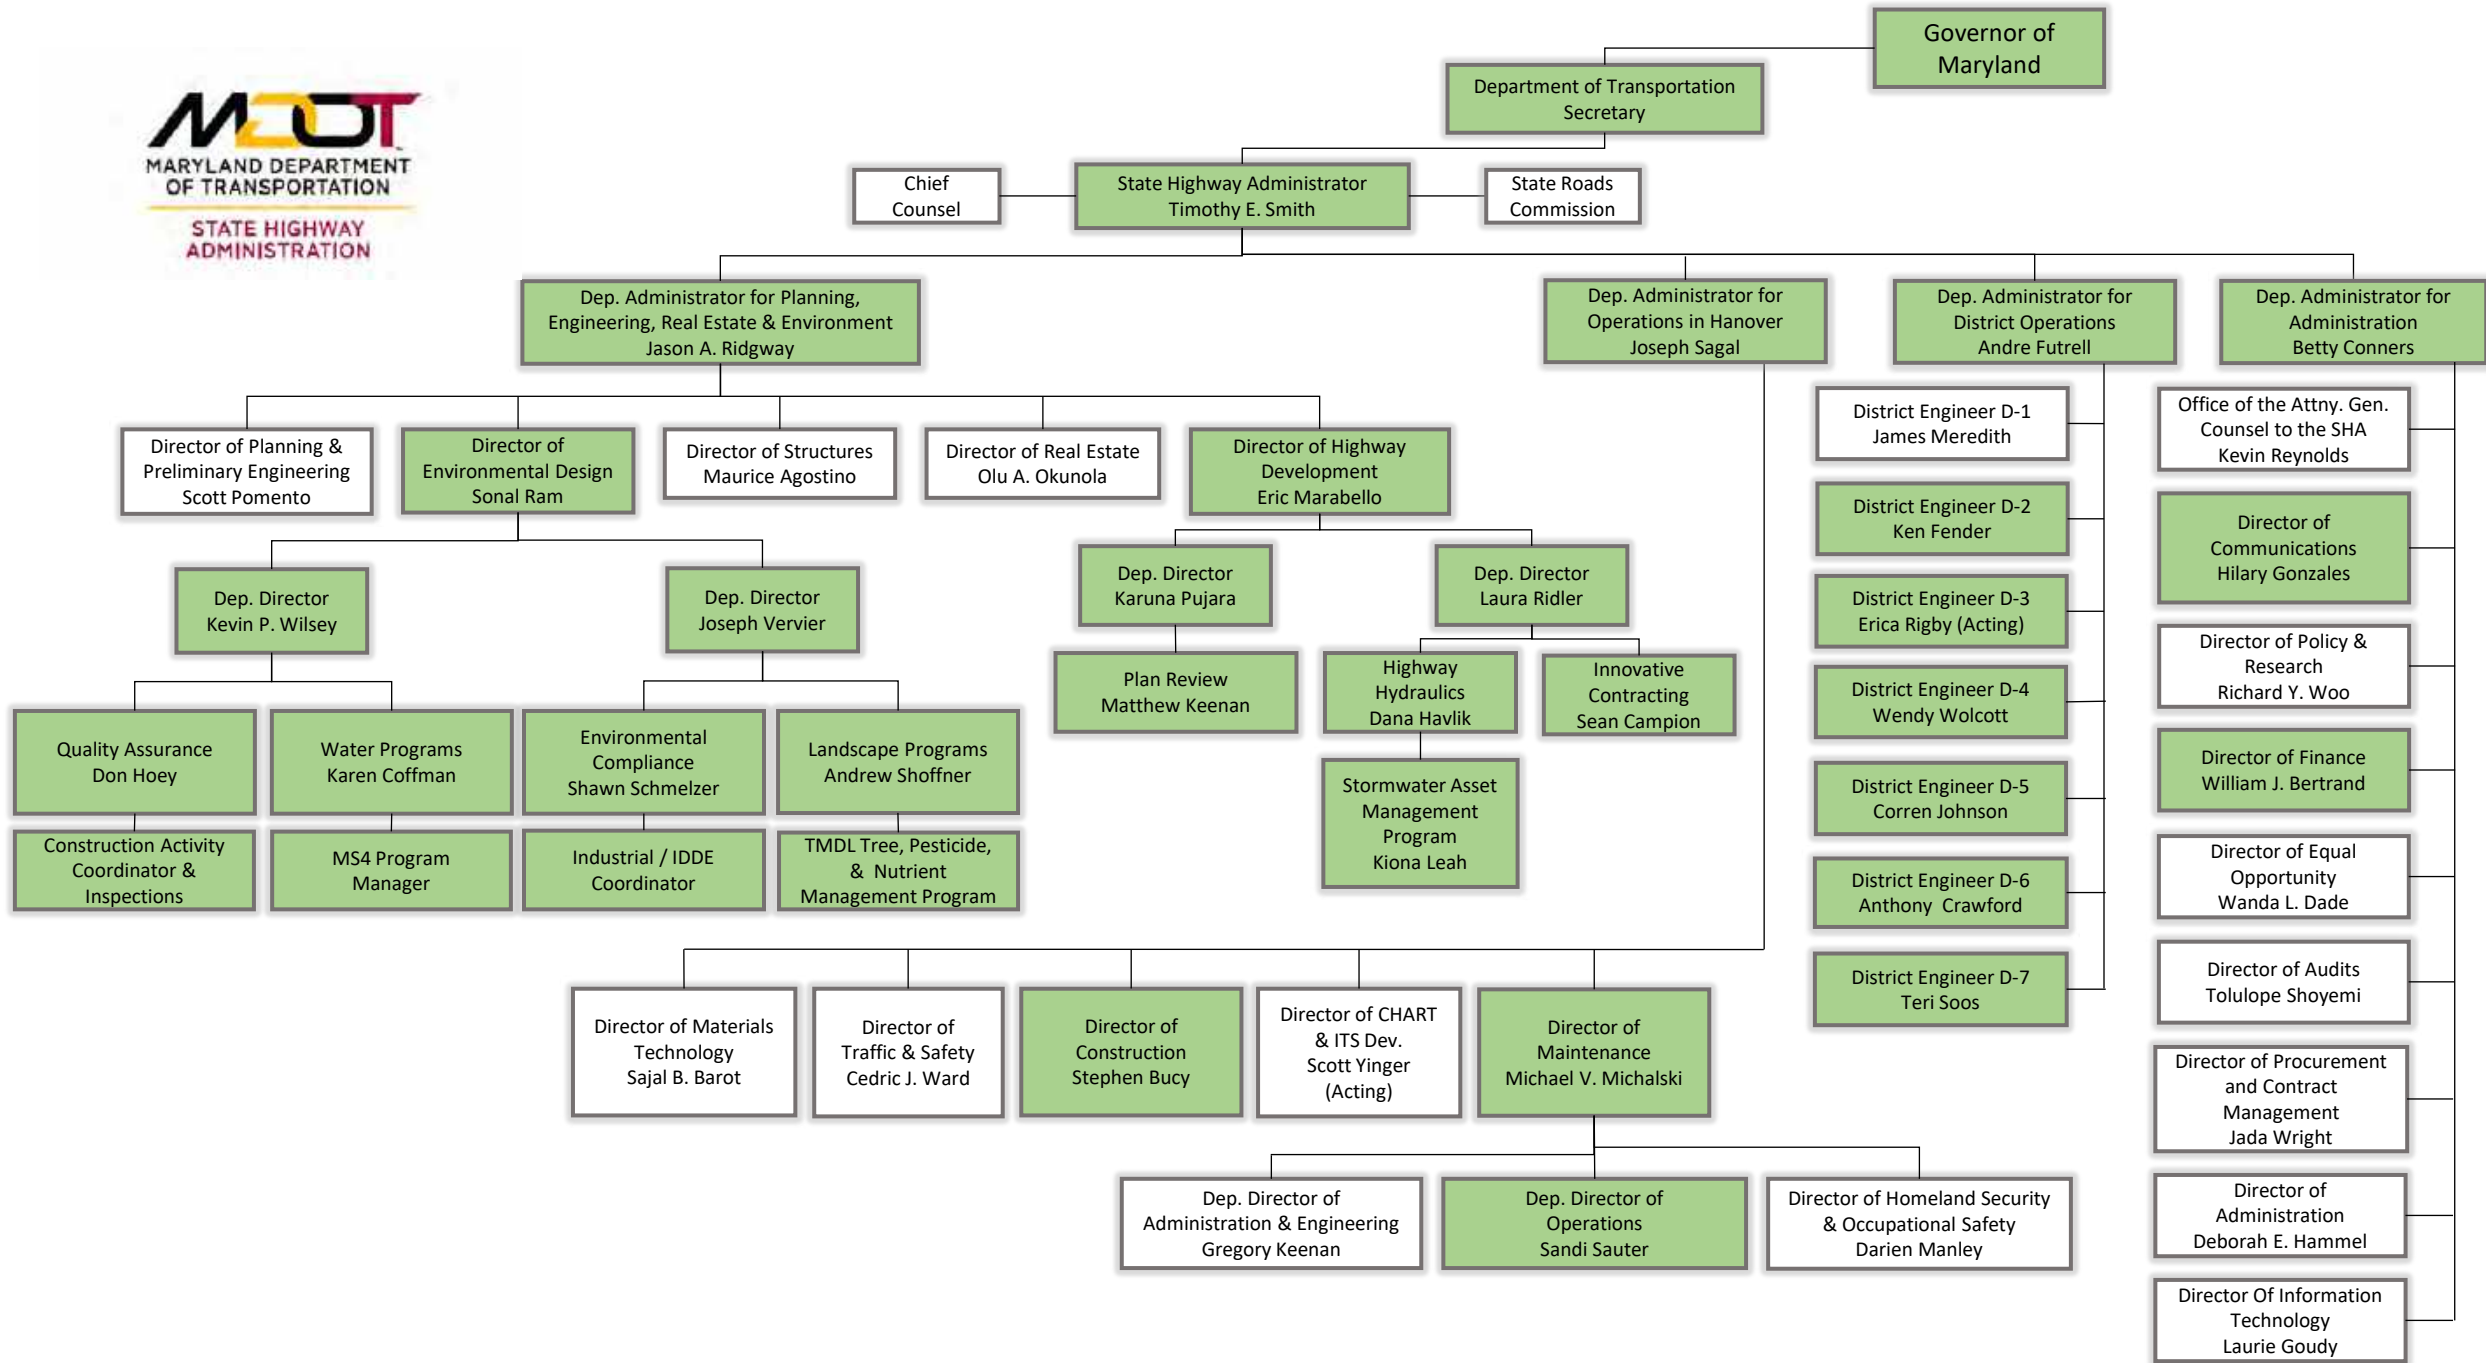 Governor of
Maryland
Department of Transportation
Secretary
MDOT
MARYLAND DEPARTMENT
OF TRANSPORTATION
STATE HIGHWAY
ADMINISTRATION
Chief
Counsel
State Highway Administrator
Timothy E. Smith
State Roads
Commission
Dep. Administrator for Planning,
Engineering, Real Estate & Environment
Jason A. Ridgway
Dep. Administrator for
Operations in Hanover
Joseph Sagal
Dep. Administrator for
District Operations
Andre Futrell
Dep. Administrator for
Administration
Betty Conners
Director of Planning &
Preliminary Engineering
Scott Pomento
Director of
Environmental Design
Sonal Ram
Director of Structures
Maurice Agostino
Director of Real Estate
Olu A. Okunola
Director of Highway
Development
Eric Marabello
Dep. Director
Kevin P. Wilsey
Dep. Director
Joseph Vervier
Dep. Director
Karuna Pujara
Dep. Director
Laura Ridler
Plan Review
Matthew Keenan
Highway
Hydraulics
Dana Havlik
Innovative
Contracting
Sean Campion
Quality Assurance
Don Hoey
Water Programs
Karen Coffman
Environmental
Compliance
Shawn Schmelzer
Landscape Programs
Andrew Shoffner
Stormwater Asset
Management
Program
Kiona Leah
Construction Activity
Coordinator &
Inspections
MS4 Program
Manager
Industrial / IDDE
Coordinator
TMDL Tree, Pesticide,
& Nutrient
Management Program
District Engineer D-1
James Meredith
District Engineer D-2
Ken Fender
District Engineer D-3
Erica Rigby (Acting)
District Engineer D-4
Wendy Wolcott
District Engineer D-5
Corren Johnson
District Engineer D-6
Anthony Crawford
District Engineer D-7
Teri Soos
Office of the Attny. Gen.
Counsel to the SHA
Kevin Reynolds
Director of
Communications
Hilary Gonzales
Director of Policy &
Research
Richard Y. Woo
Director of Finance
William J. Bertrand
Director of Equal
Opportunity
Wanda L. Dade
Director of Audits
Tolulope Shoyemi
Director of Procurement
and Contract
Management
Jada Wright
Director of
Administration
Deborah E. Hammel
Director Of Information
Technology
Laurie Goudy
Director of Materials
Technology
Sajal B. Barot
Director of
Traffic & Safety
Cedric J. Ward
Director of
Construction
Stephen Bucy
Director of CHART
& ITS Dev.
Scott Yinger
(Acting)
Director of
Maintenance
Michael V. Michalski
Dep. Director of
Administration & Engineering
Gregory Keenan
Dep. Director of
Operations
Sandi Sauter
Director of Homeland Security
& Occupational Safety
Darien Manley